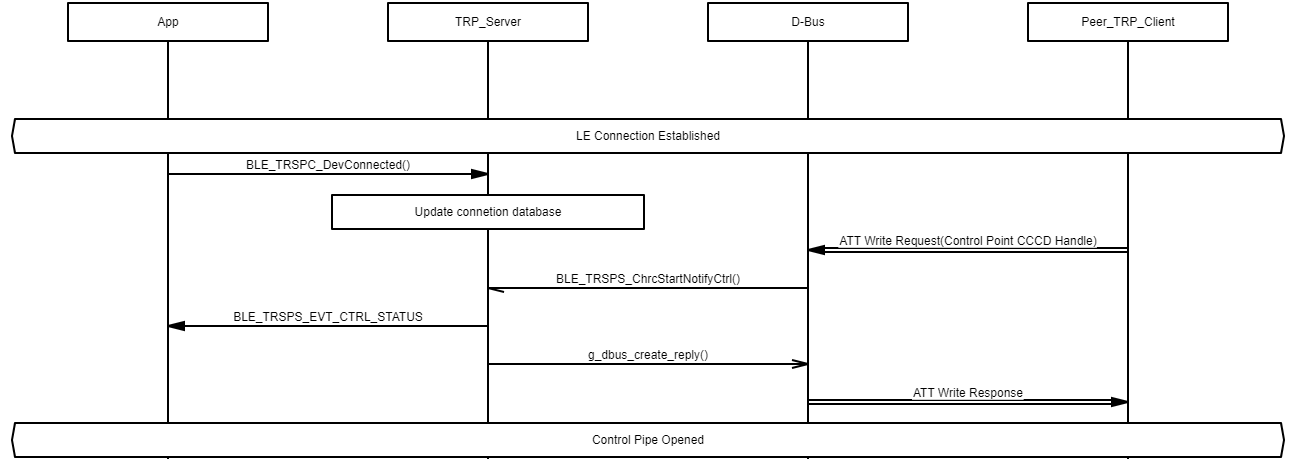 App
TRP_Server
D-Bus
Peer_TRP_Client
LE Connection Established
BLE_TRSPC_DevConnected()
Update connetion database
ATT Write Request(Control Point CCCD Handle)
BLE_TRSPS_ChrcStartNotifyCtrl()
BLE_TRSPS_EVT_CTRL_STATUS
g_dbus_create_reply()
ATT Write Response
Control Pipe Opened